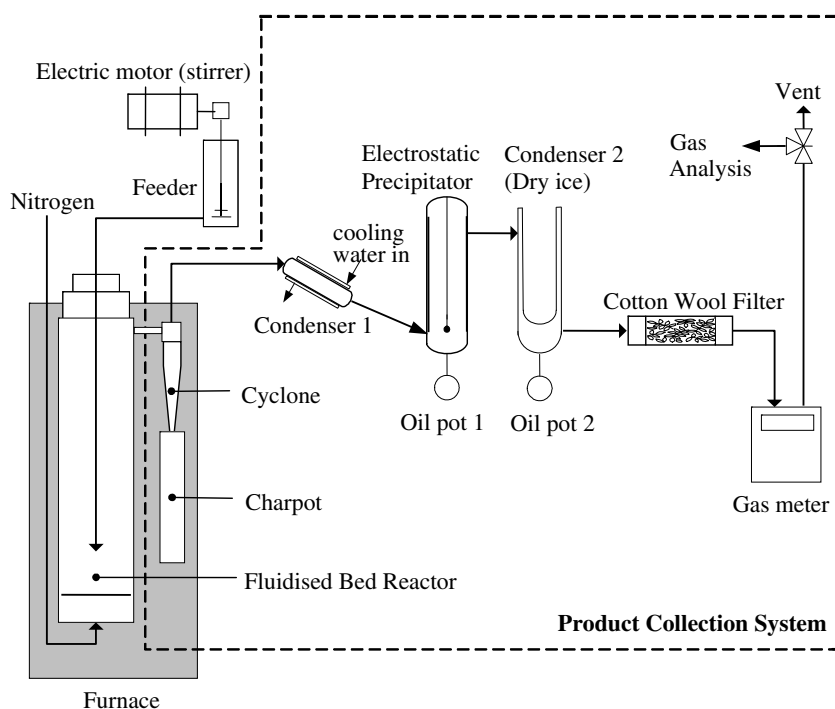 Electric motor (stirrer)
Vent
Gas
Analysis
Electrostatic
Precipitator
Condenser 2
(Dry ice)
Feeder
Nitrogen
cooling
water in
Condenser 1
Cotton Wool Filter
Cyclone
Oil pot 1
Oil pot 2
Charpot
Gas meter
Fluidised Bed Reactor
Product Collection System
Furnace